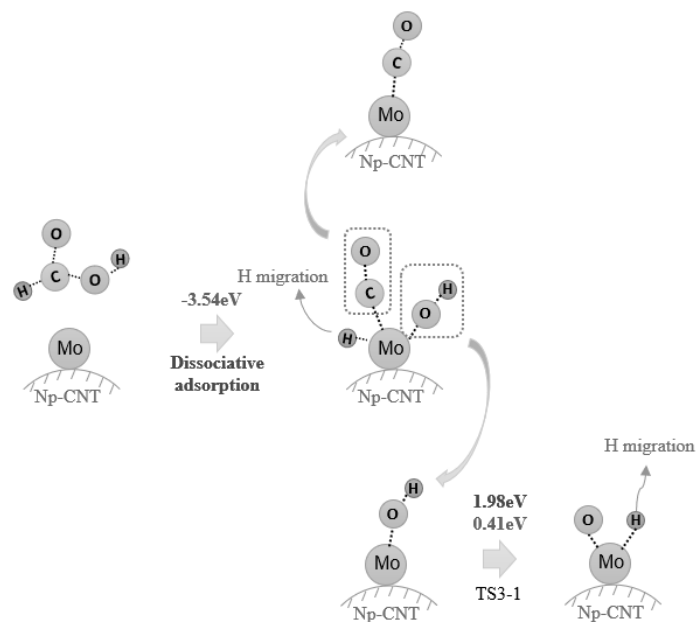 O
C
Mo
Np-CNT
O
H
C
O
H
Mo
Np-CNT
-3.54eV
Dissociative
adsorption
H migration
O
C
H
O
H
Mo
Np-CNT
H
O
Mo
Np-CNT
1.98eV
0.41eV
TS3-1
H migration
O
H
Mo
Np-CNT